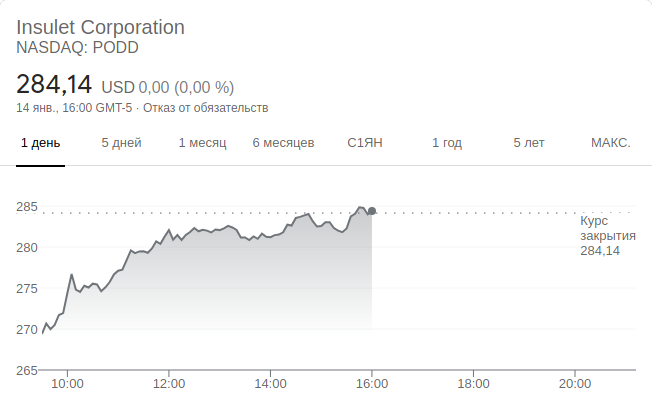 Insulet Corporation
NASDAQ: PODD
284,14 USD 0,00 (0,00 %)
14 янв., 16:00 GMT-5 · Отказ от обязательств
1 день 5 дней 1 месяц 6 месяцев С1ЯН 1 год 5 лет МАКС.
285
Курс
закрытия
284,14
280
275
270
265
10:00 12:00 14:00 16:00 18:00 20:00